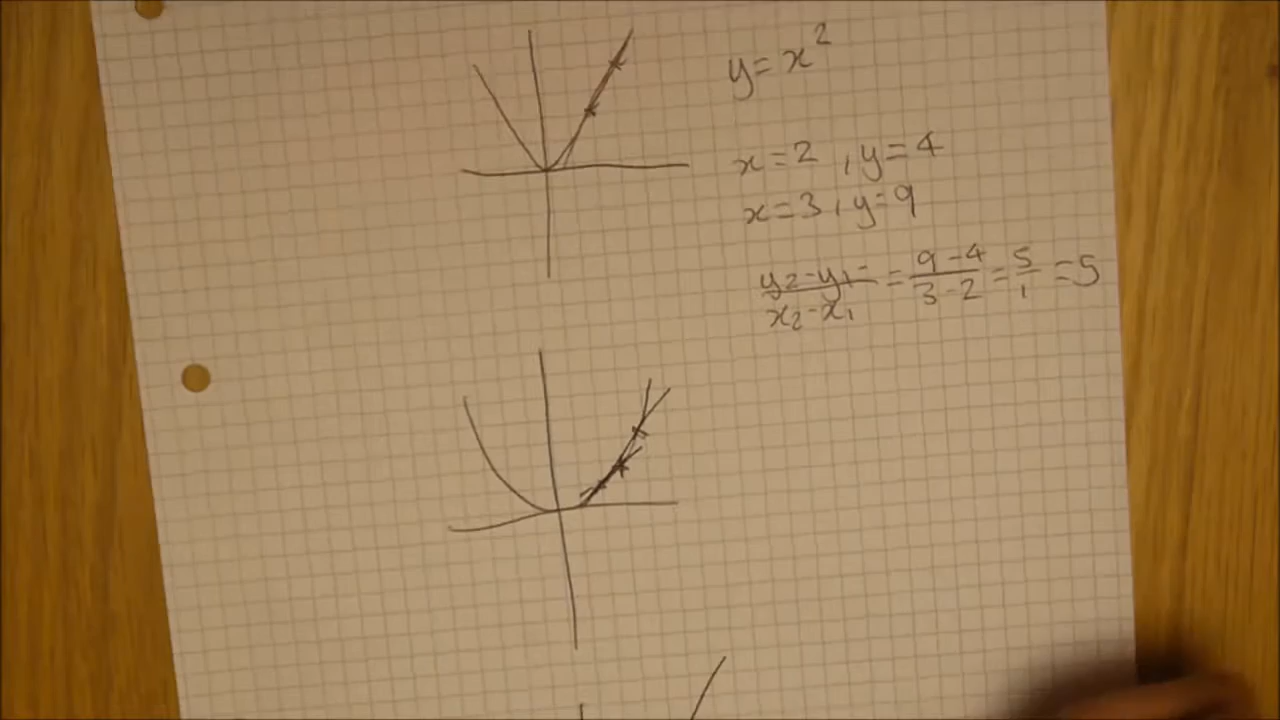 y = x²
x = 2 , y = 4
x = 3 , y = 9
y₂-y₁/x₂-x₁ = 9-4/3-2 = 5/1 = 5